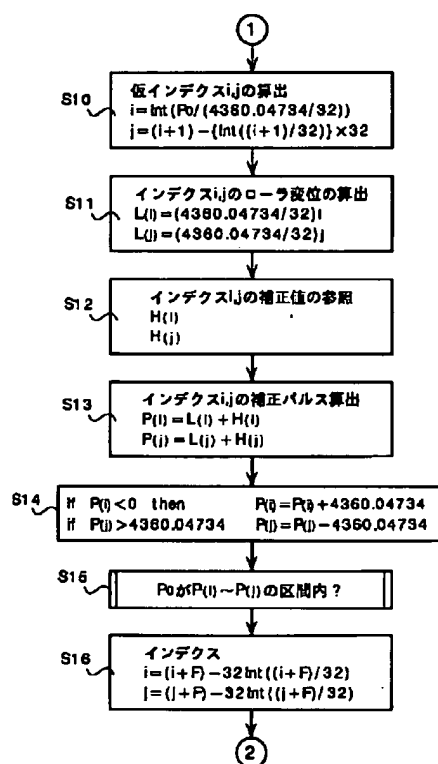 1
S10
仮インデクスi,jの算出
i=Int(Po/(4360.04734/32))
j=(i+1)-{Int((i+1)/32)}×32
S11
インデクスi,jのローラ変位の算出
L(i)=(4360.04734/32)i
L(j)=(4360.04734/32)j
S12
インデクスi,jの補正値の参照
H(i)
H(j)
S13
インデクスi,jの補正パルス算出
P(i)=L(i)+H(i)
P(j)=L(j)+H(j)
S14
if P(i)<0 then P(i)=P(i)+4360.04734
if P(j)>4360.04734 P(j)=P(j)-4360.04734
S15
PoがP(i)~P(j)の区間内?
S16
インデクス
i=(i+F)-32Int((i+F)/32)
j=(j+F)-32Int((j+F)/32)
2